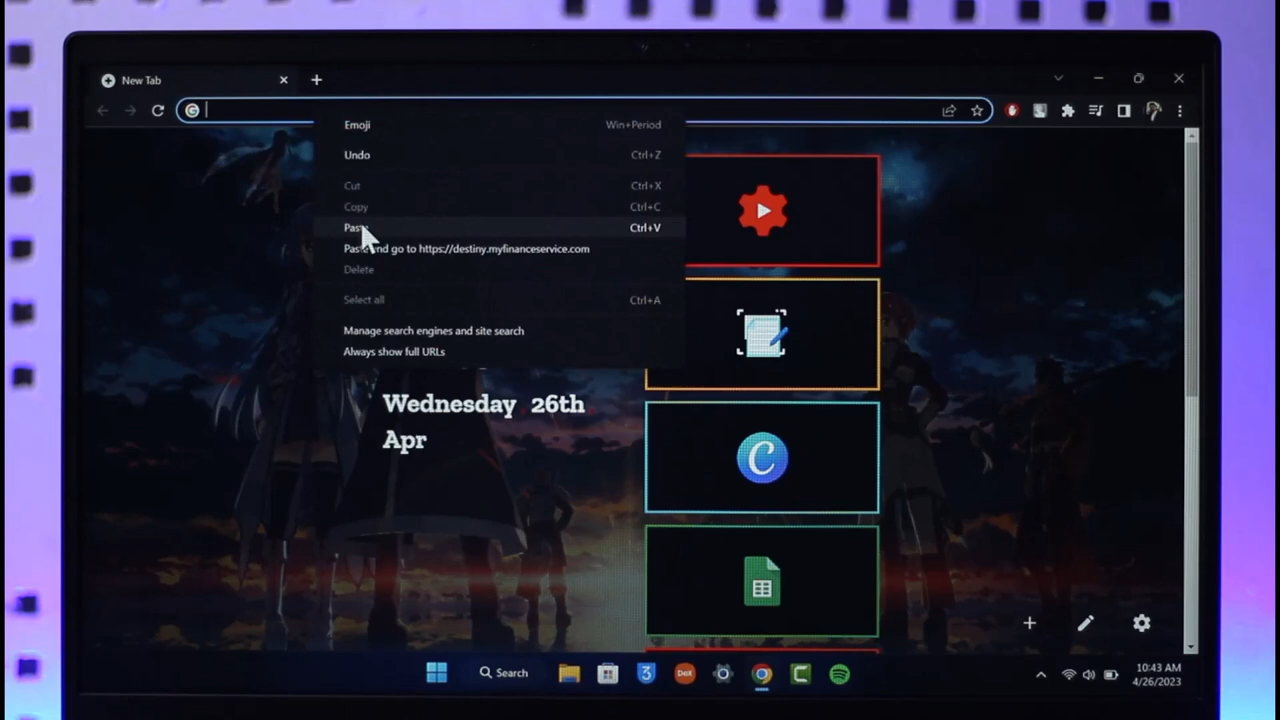 New Tab
Emoji Win+Period
Undo Ctrl+Z
Cut Ctrl+X
Copy Ctrl+C
Ctrl+V
go to https://destiny.myfinanceservice.com
Delete
Select all Ctrl+A
Manage search engines and site search
Always show full URLs
Wednesday 26th
Apr
C
Search
3
DeX
C
10:43 AM
4/26/2023